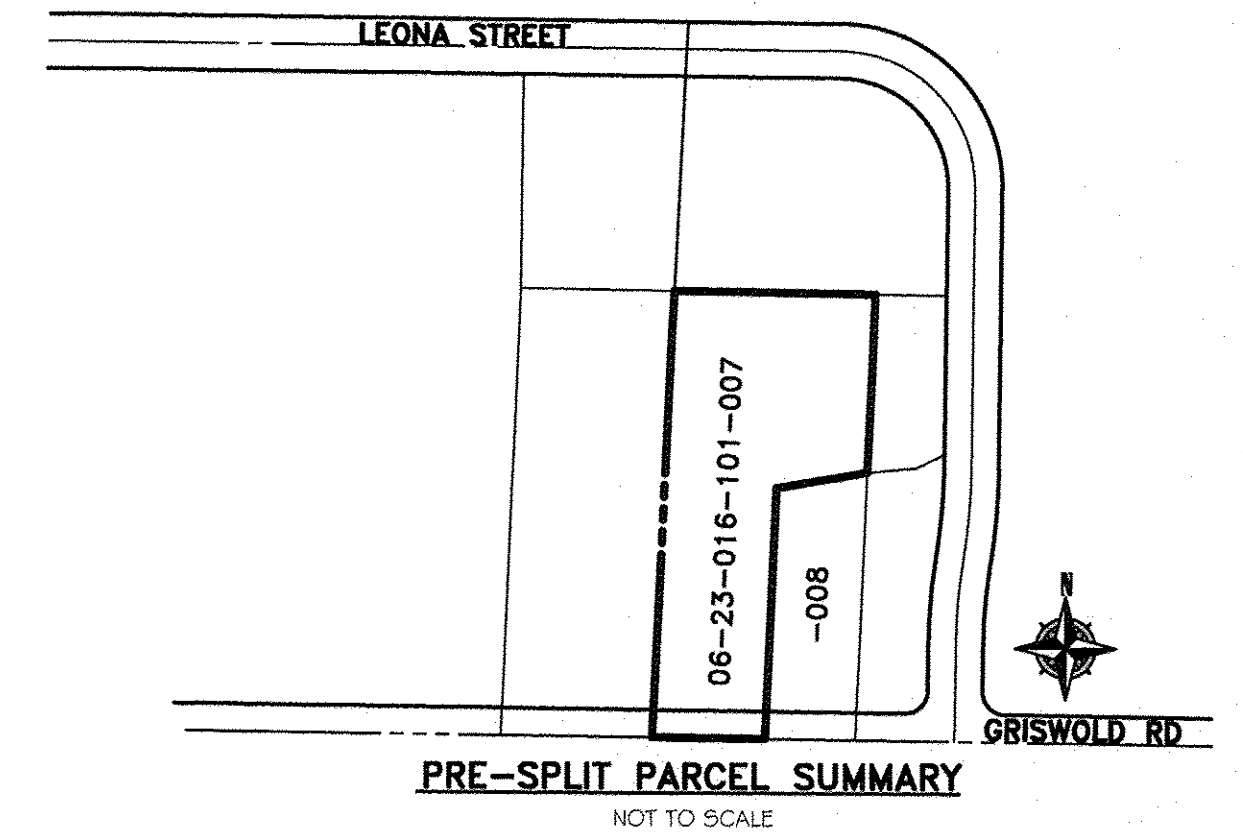 LEONA STREET
06-23-016-101-007
-008
N
GRISWOLD RD
PRE-SPLIT PARCEL SUMMARY
NOT TO SCALE